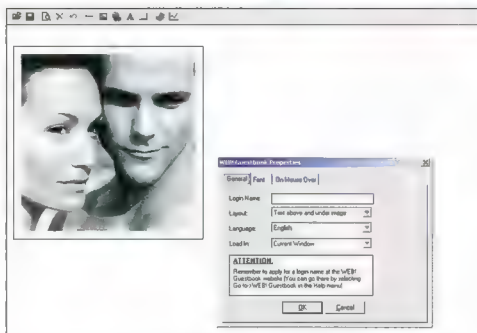 WEB!Guestbook Properties
General Font On Mouse Over
Login Name
Layout: Text above and under image
Language: English
Load In: Current Window
ATTENTION.
Remember to apply for a login name at the WEB!
Guestbook website (You can go there by selecting
Go to WEB! Guestbook in the Help menu)
OK Cancel